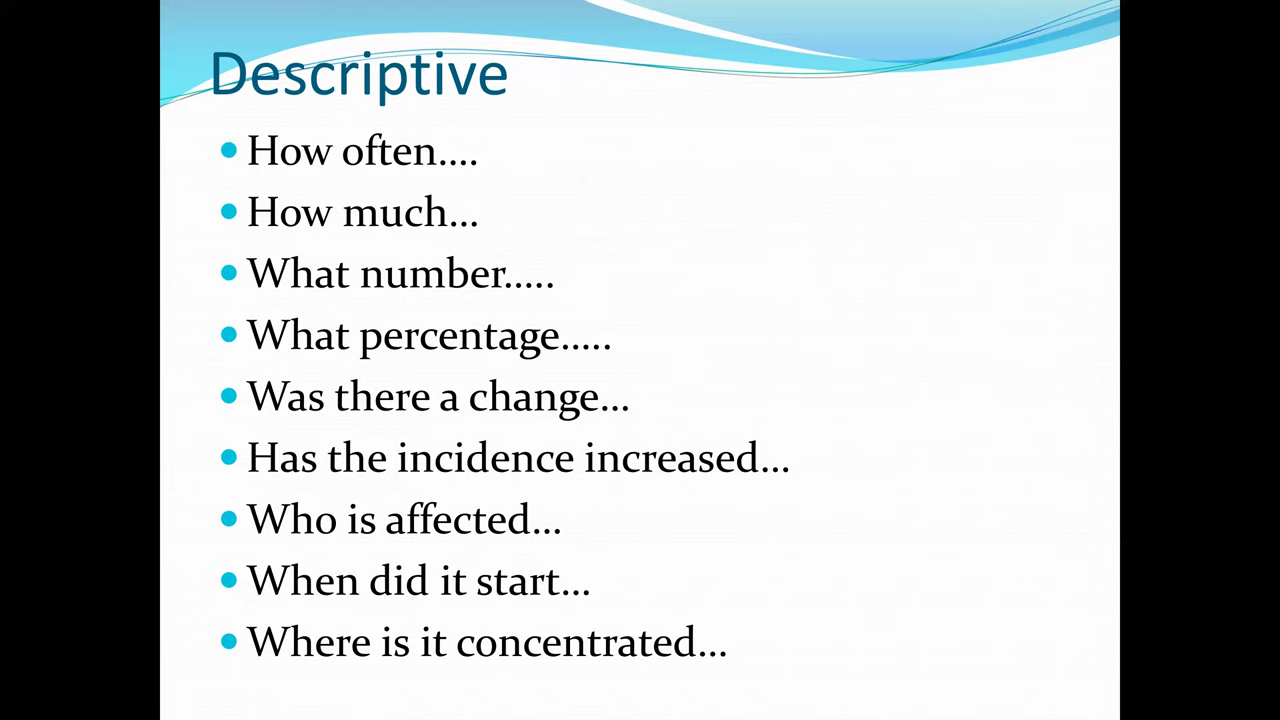 Descriptive
• How often....
• How much...
• What number.....
• What percentage.....
• Was there a change...
• Has the incidence increased...
• Who is affected...
• When did it start...
• Where is it concentrated...